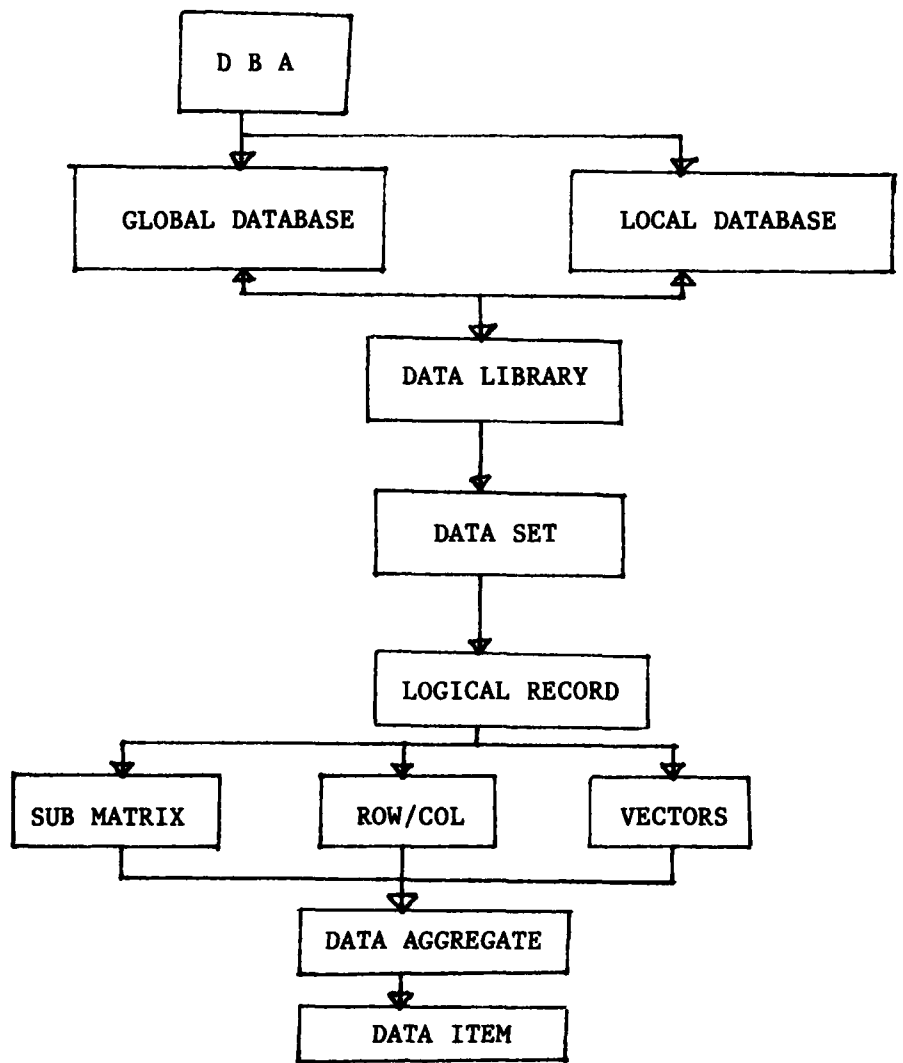 D B A
GLOBAL DATABASE
LOCAL DATABASE
DATA LIBRARY
DATA SET
LOGICAL RECORD
SUB MATRIX
ROW/COL
VECTORS
DATA AGGREGATE
DATA ITEM